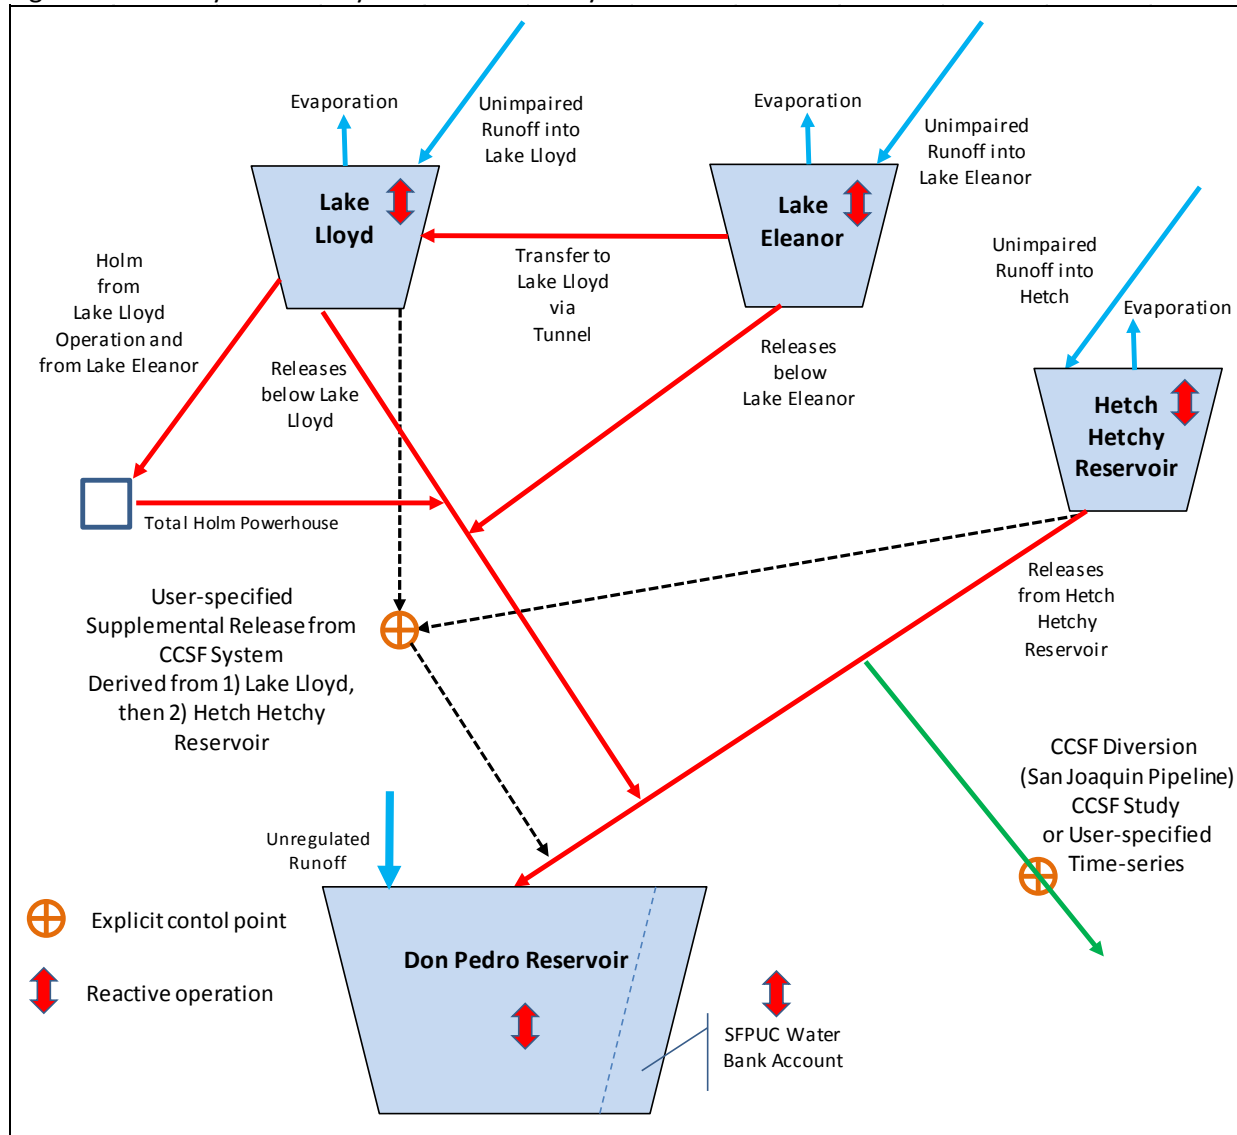 Evaporation
Unimpaired
Runoff into
Lake Lloyd
Evaporation
Unimpaired
Runoff into
Lake Eleanor
Lake
Lloyd
Lake
Eleanor
Unimpaired
Runoff into
Hetch
Evaporation
Holm
from
Lake Lloyd
Operation and
from Lake Eleanor
Transfer to
Lake Lloyd
via
Tunnel
Releases
below Lake
Lloyd
Releases
below
Lake Eleanor
Hetch
Hetchy
Reservoir
Total Holm Powerhouse
User-specified
Supplemental Release from
CCSF System
Derived from 1) Lake Lloyd,
then 2) Hetch Hetchy
Reservoir
Releases
from Hetch
Hetchy
Reservoir
CCSF Diversion
(San Joaquin Pipeline)
CCSF Study
or User-specified
Time-series
Unregulated
Runoff
Explicit contol point
Reactive operation
Don Pedro Reservoir
SFPUC Water
Bank Account